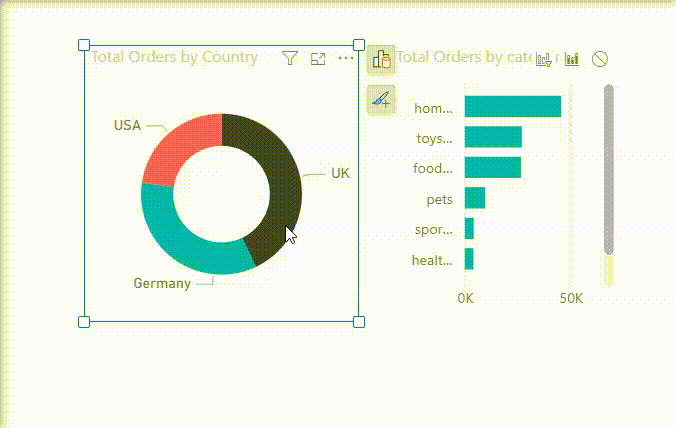 Total Orders by Country
USA
UK
Germany
Total Orders by cate
hom...
toys...
food...
pets
spor...
healt...
0K
50K